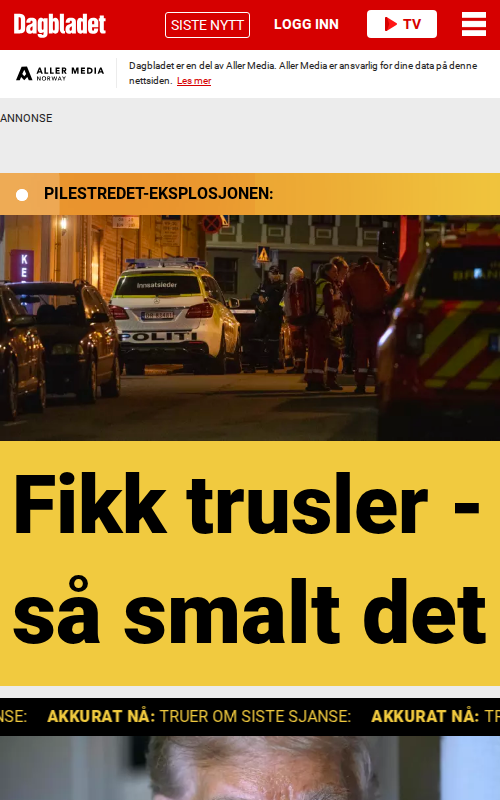 Dagbladet
SISTE NYTT
LOGG INN
TV
ALLER MEDIA
NORWAY
Dagbladet er en del av Aller Media. Aller Media er ansvarlig for dine data på denne
nettsiden. Les mer
ANNONSE
PILESTREDET-EKSPLOSJONEN:
Innsatsleder
POLITI
Fikk trusler -
så smalt det
NSE: AKKURAT NÅ: TRUER OM SISTE SJANSE: AKKURAT NÅ: TR